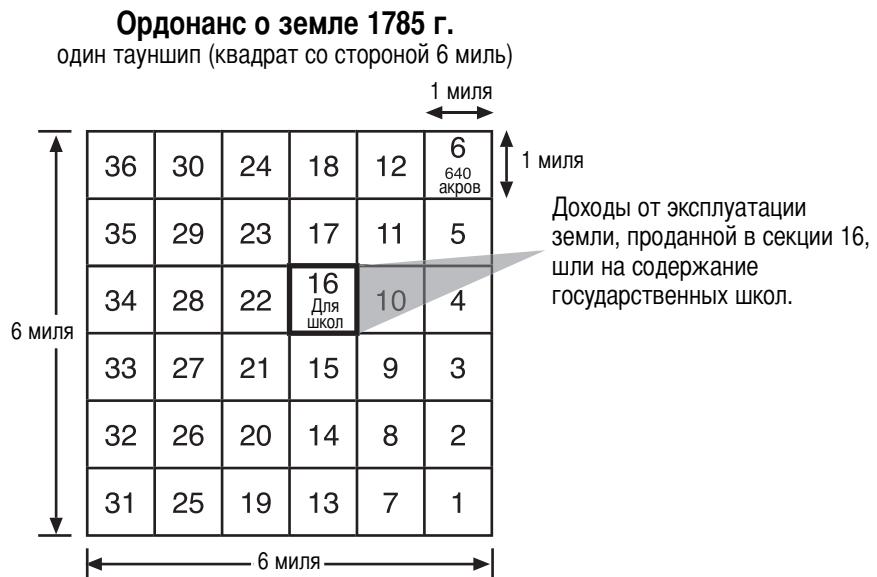 Ордонанс о земле 1785 г.
один тауншип (квадрат со стороной 6 миль)
1 миля
36 30 24 18 12 6
640
акров
1 миля
35 29 23 17 11 5
Доходы от эксплуатации
земли, проданной в секции 16,
шли на содержание
государственных школ.
34 28 22 16 10 4
Для
школ
6 миля
33 27 21 15 9 3
32 26 20 14 8 2
31 25 19 13 7 1
6 миля